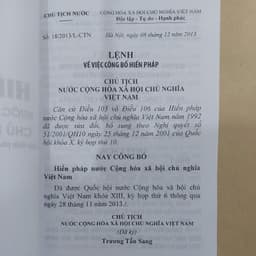 CHỦ TỊCH NƯỚC
CỘNG HÒA XÃ HỘI CHỦ NGHĨA VIỆT NAM
Độc lập - Tự do - Hạnh phúc
Số: 18/2013/L-CTN
Hà Nội, ngày 08 tháng 12 năm 2013
LỆNH
VỀ VIỆC CÔNG BỐ HIẾN PHÁP
CHỦ TỊCH
NƯỚC CỘNG HÒA XÃ HỘI CHỦ NGHĨA
VIỆT NAM
Căn cứ Điều 103 và Điều 106 của Hiến pháp
nước Cộng hòa xã hội chủ nghĩa Việt Nam năm 1992
đã được sửa đổi, bổ sung theo Nghị quyết số
51/2001/QH10 ngày 25 tháng 12 năm 2001 của Quốc
hội khóa X, kỳ họp thứ 10.
NAY CÔNG BỐ
Hiến pháp nước Cộng hòa xã hội chủ nghĩa
Việt Nam
Đã được Quốc hội nước Cộng hòa xã hội chủ
nghĩa Việt Nam khóa XIII, kỳ họp thứ 6 thông qua
ngày 28 tháng 11 năm 2013./.
CHỦ TỊCH
NƯỚC CỘNG HÒA XÃ HỘI CHỦ NGHĨA VIỆT NAM
(Đã ký)
Trương Tấn Sang